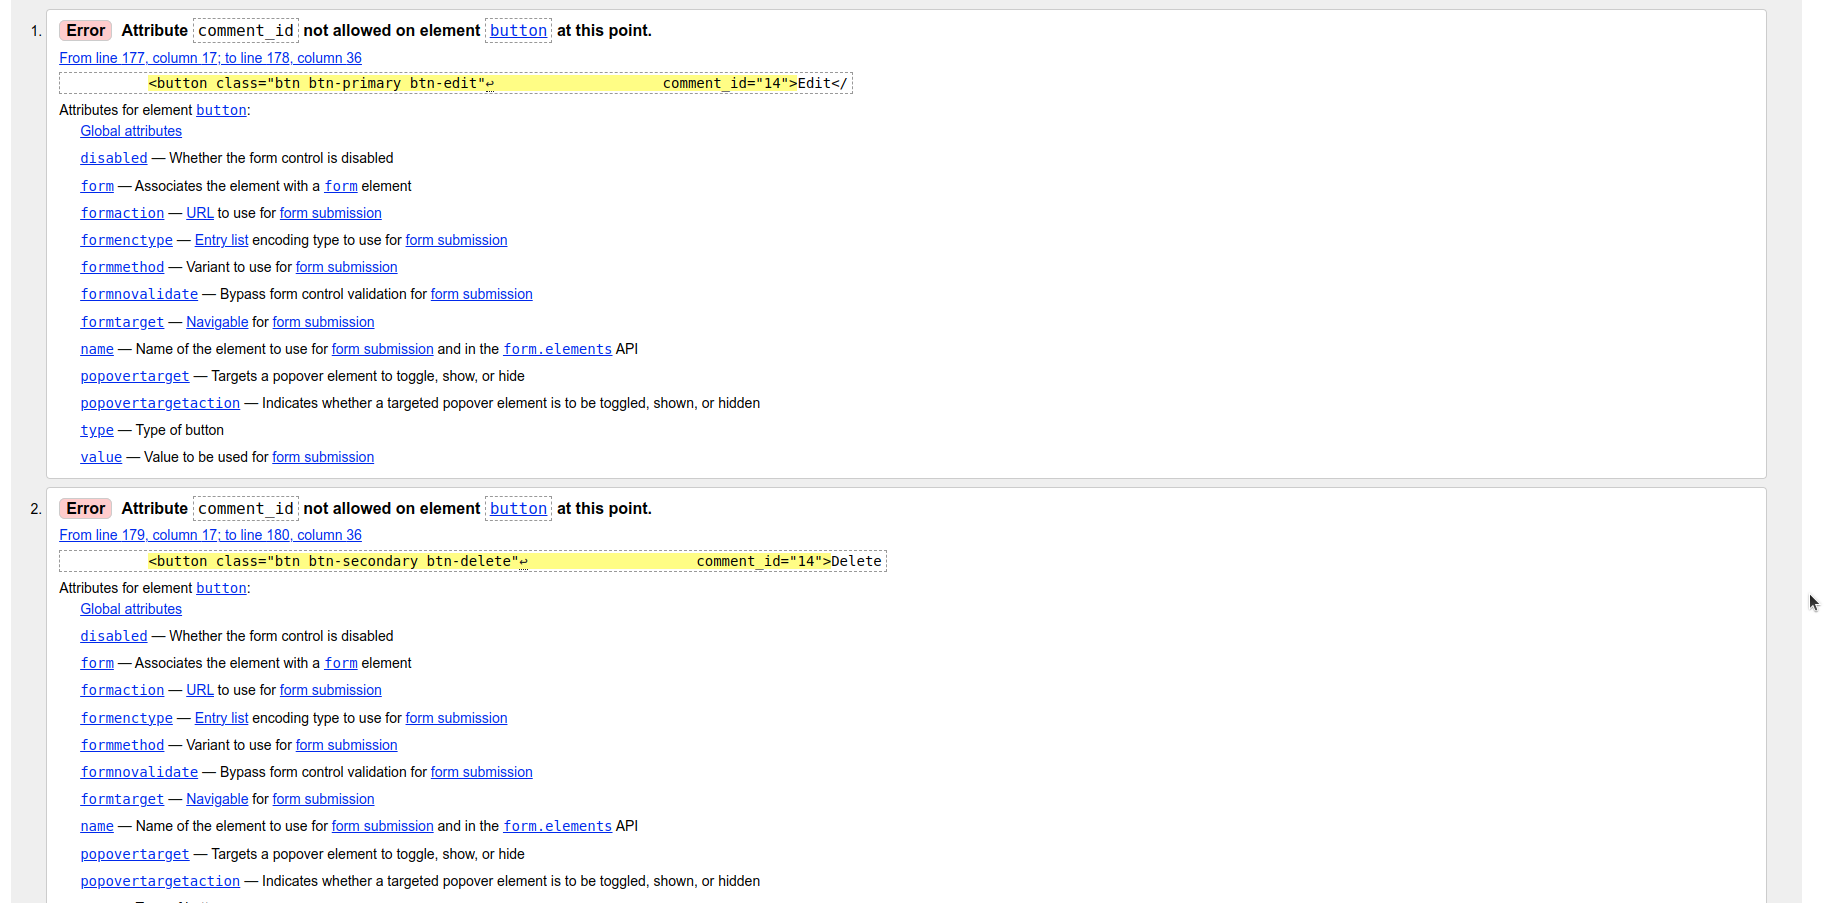 1. Error Attribute comment_id not allowed on element button at this point.
From line 177, column 17; to line 178, column 36
<button class="btn btn-primary btn-edit"↩ comment_id="14">Edit</
Attributes for element button:
Global attributes
disabled — Whether the form control is disabled
form — Associates the element with a form element
formaction — URL to use for form submission
formenctype — Entry list encoding type to use for form submission
formmethod — Variant to use for form submission
formnovalidate — Bypass form control validation for form submission
formtarget — Navigable for form submission
name — Name of the element to use for form submission and in the form.elements API
popovertarget — Targets a popover element to toggle, show, or hide
popovertargetaction — Indicates whether a targeted popover element is to be toggled, shown, or hidden
type — Type of button
value — Value to be used for form submission
2. Error Attribute comment_id not allowed on element button at this point.
From line 179, column 17; to line 180, column 36
<button class="btn btn-secondary btn-delete"↩ comment_id="14">Delete
Attributes for element button:
Global attributes
disabled — Whether the form control is disabled
form — Associates the element with a form element
formaction — URL to use for form submission
formenctype — Entry list encoding type to use for form submission
formmethod — Variant to use for form submission
formnovalidate — Bypass form control validation for form submission
formtarget — Navigable for form submission
name — Name of the element to use for form submission and in the form.elements API
popovertarget — Targets a popover element to toggle, show, or hide
popovertargetaction — Indicates whether a targeted popover element is to be toggled, shown, or hidden